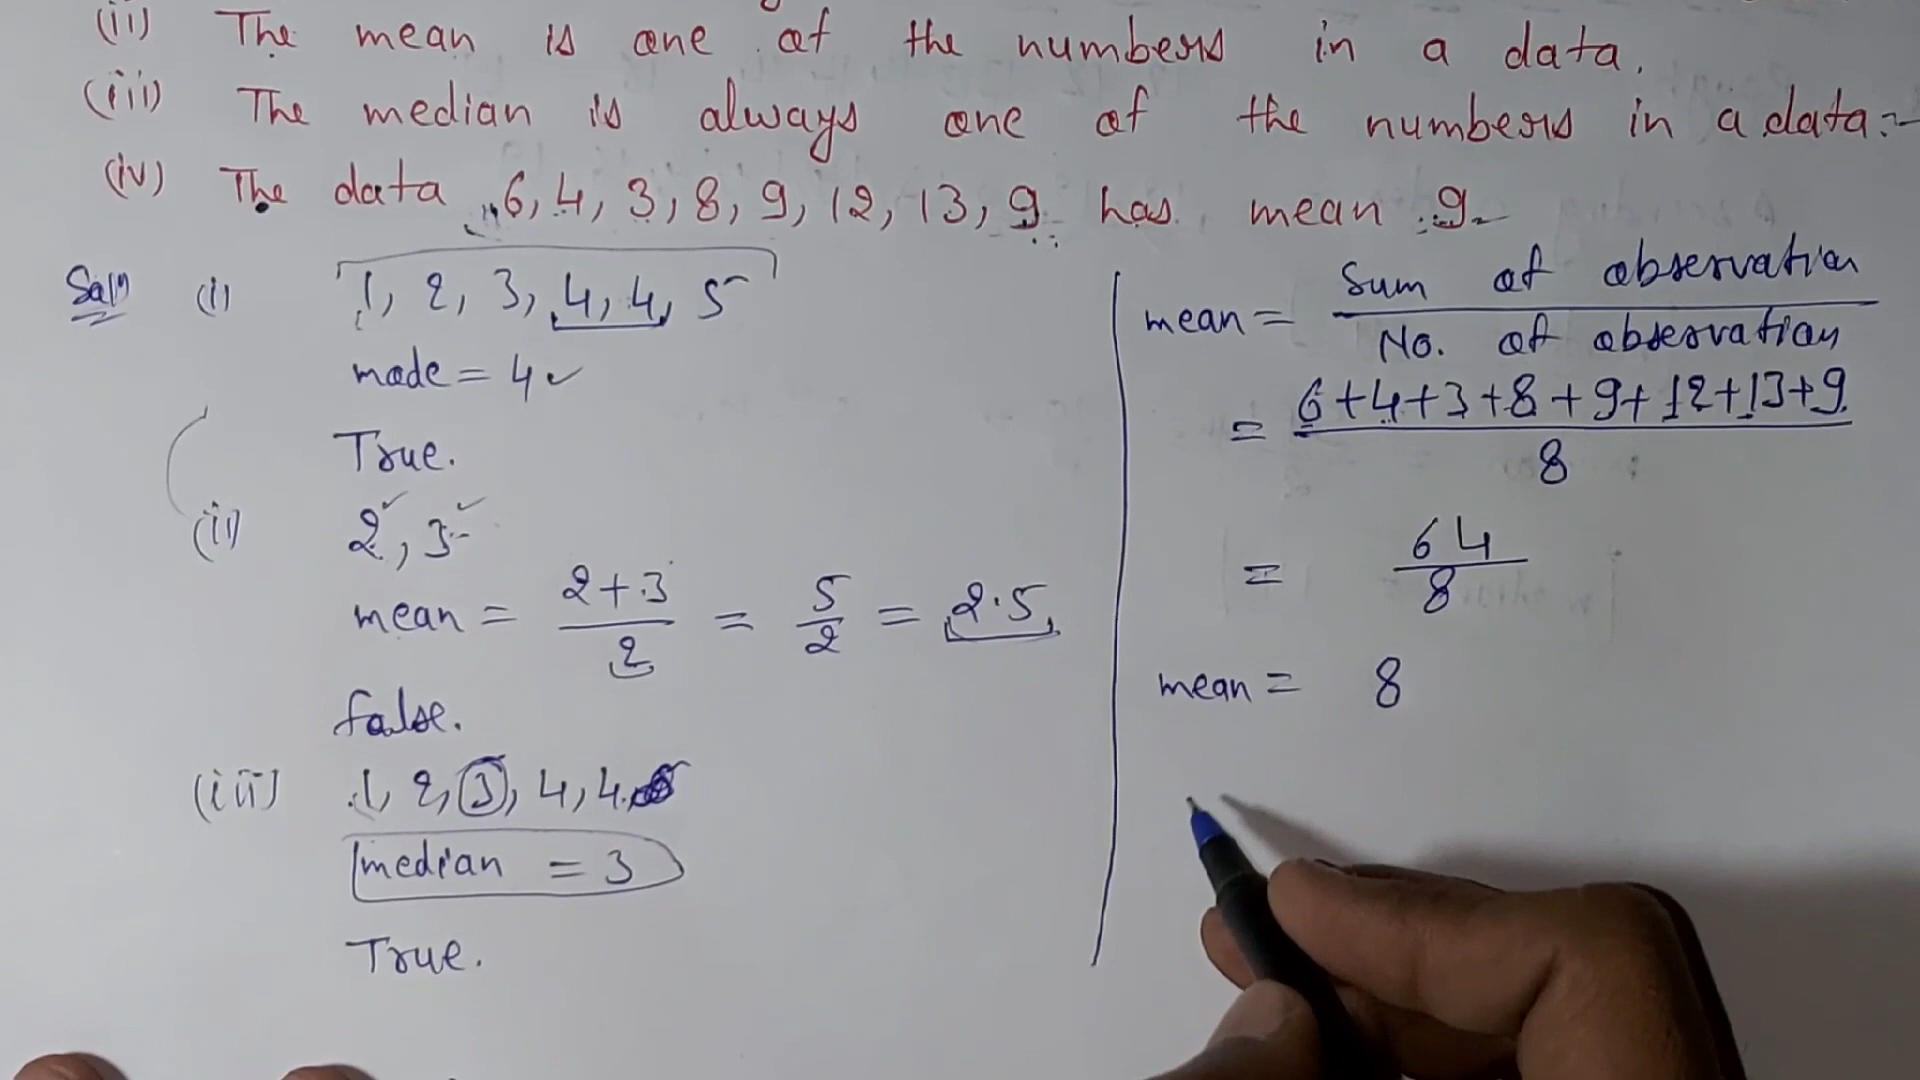 (ii) The mean is one of the numbers in a data.
(iii) The median is always one of the numbers in a data.
(iv) The data 6, 4, 3, 8, 9, 12, 13, 9 has mean 9.
Soln (i) 1, 2, 3, 4, 4, 5
mode = 4 ✓
True.
(ii) 2, 3
mean = 2+3 / 2 = 5/2 = 2.5
false.
(iii) 1, 2, 3, 4, 4
median = 3
True.
mean = Sum of observation / No. of observation
= 6+4+3+8+9+12+13+9 / 8
= 64 / 8
mean = 8